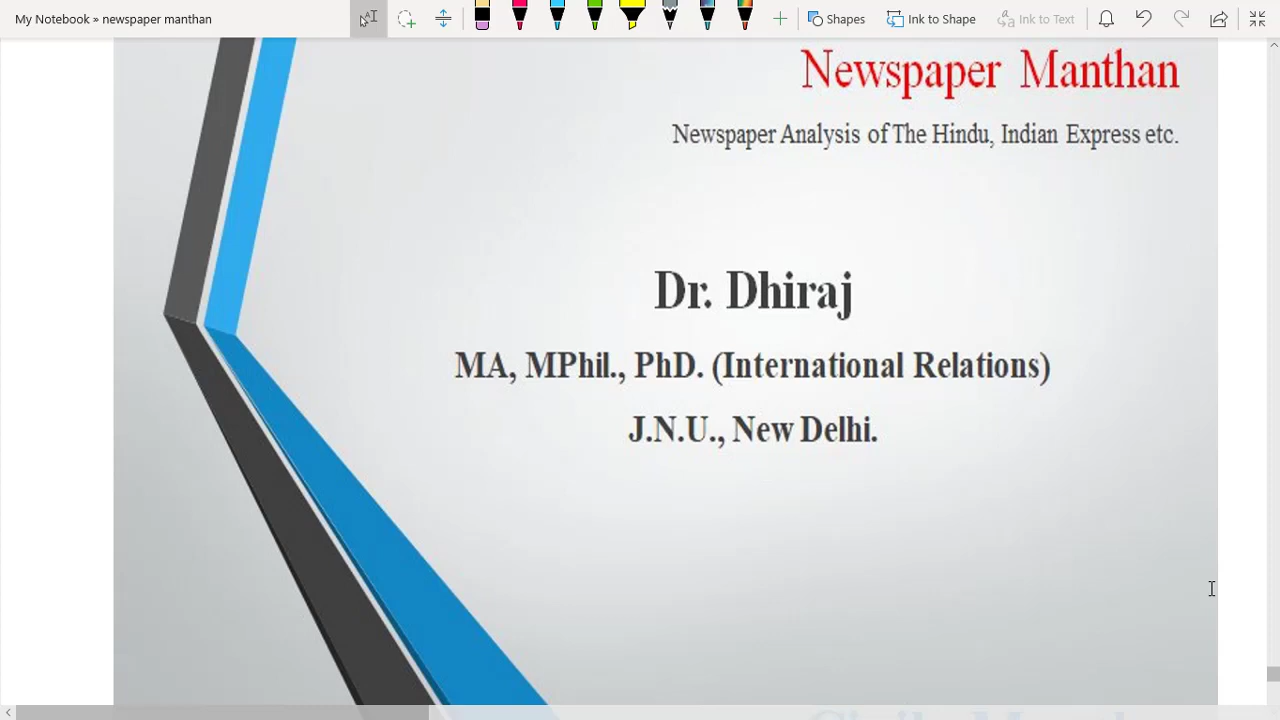 My Notebook » newspaper manthan
Shapes
Ink to Shape
Ink to Text
Newspaper Manthan
Newspaper Analysis of The Hindu, Indian Express etc.
Dr. Dhiraj
MA, MPhil., PhD. (International Relations)
J.N.U., New Delhi.